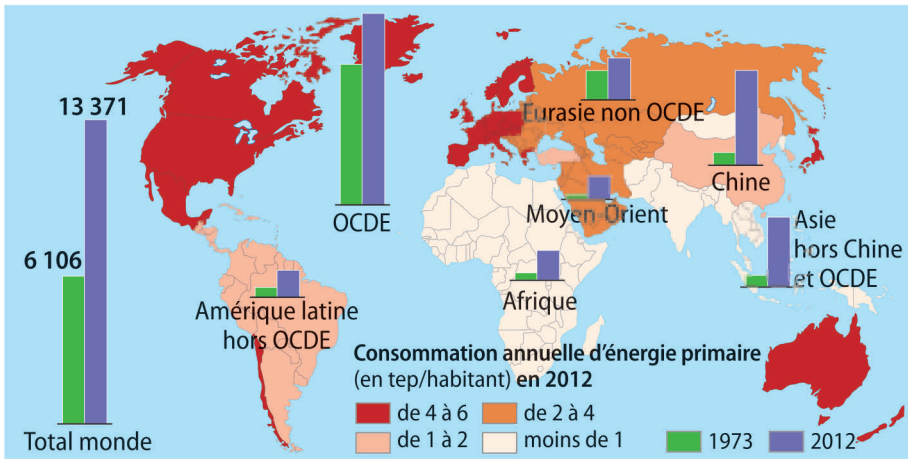 13 371
6 106
Total monde
OCDE
Eurasie non OCDE
Chine
Moyen-Orient
Asie
hors Chine
et OCDE
Afrique
Amérique latine
hors OCDE
Consommation annuelle d'énergie primaire
(en tep/habitant) en 2012
de 4 à 6
de 2 à 4
de 1 à 2
moins de 1
1973
2012